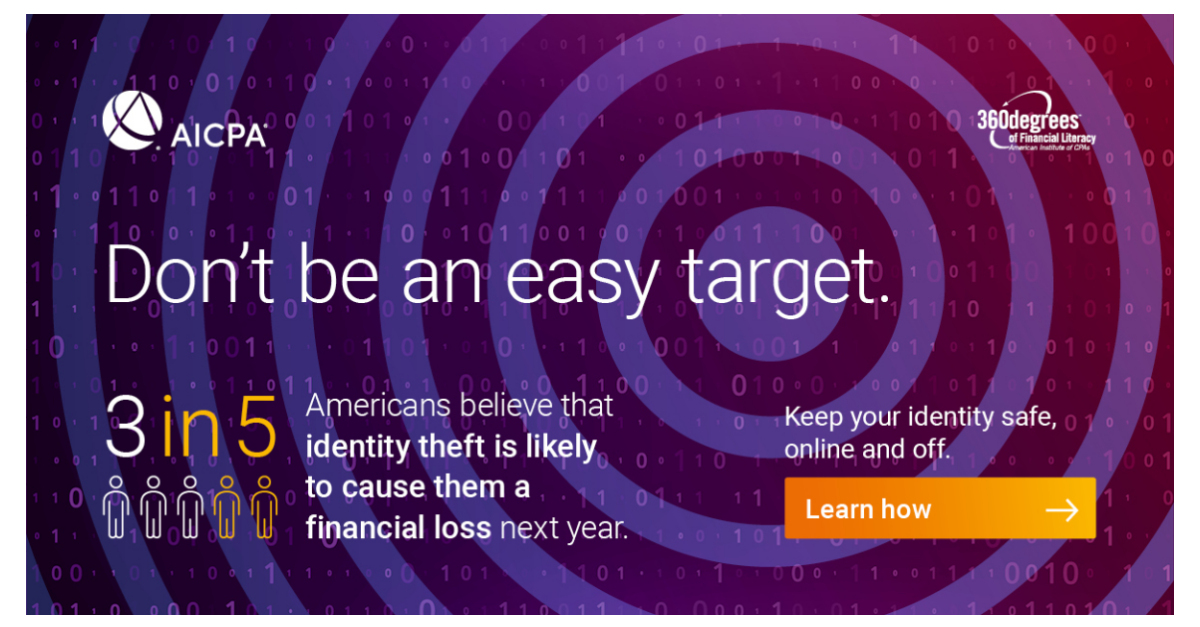 AICPA
360degrees
of Financial Literacy
American Institute of CPAs
Don't be an easy target.
3 in 5
Americans believe that
identity theft is likely
to cause them a
financial loss next year.
Keep your identity safe,
online and off.
Learn how